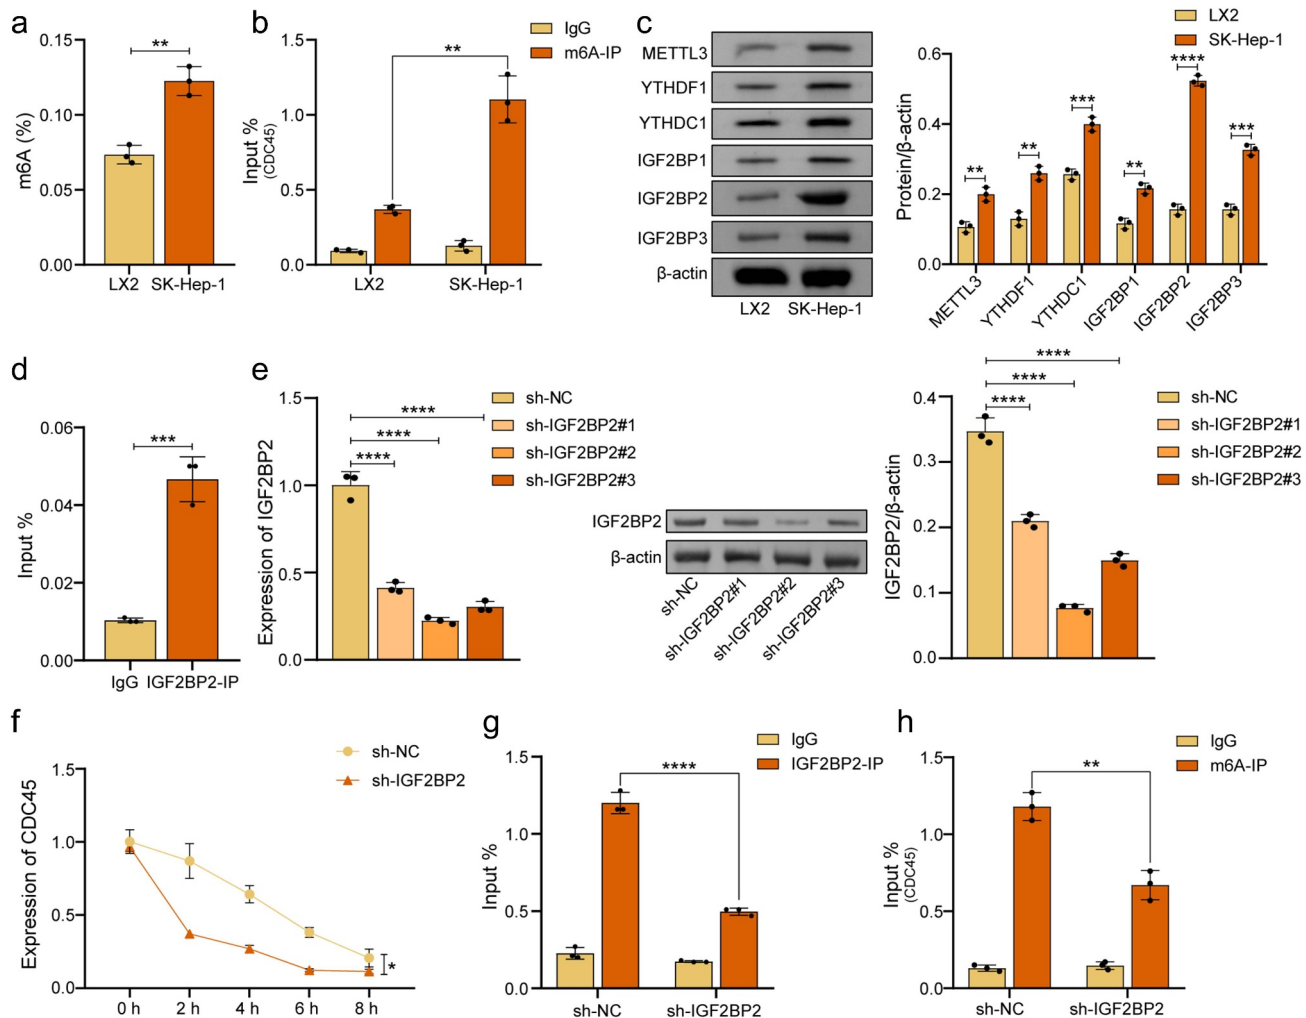 a
0.15
0.10
0.05
0.00
m6A (%)
**
LX2 SK-Hep-1
b
IgG
m6A-IP
1.5
1.0
0.5
0.0
Input %
(CDC45)
**
LX2 SK-Hep-1
c
METTL3
YTHDF1
YTHDC1
IGF2BP1
IGF2BP2
IGF2BP3
β-actin
LX2 SK-Hep-1
LX2
SK-Hep-1
0.6
0.4
0.2
0.0
Protein/β-actin
**
**
***
**
****
***
METTL3
YTHDF1
YTHDC1
IGF2BP1
IGF2BP2
IGF2BP3
d
0.06
0.04
0.02
0.00
Input %
***
IgG IGF2BP2-IP
e
1.5
1.0
0.5
0.0
Expression of IGF2BP2
****
****
****
sh-NC
sh-IGF2BP2#1
sh-IGF2BP2#2
sh-IGF2BP2#3
IGF2BP2
β-actin
sh-NC
sh-IGF2BP2#1
sh-IGF2BP2#2
sh-IGF2BP2#3
0.4
0.3
0.2
0.1
0.0
IGF2BP2/β-actin
****
****
****
sh-NC
sh-IGF2BP2#1
sh-IGF2BP2#2
sh-IGF2BP2#3
f
sh-NC
sh-IGF2BP2
1.5
1.0
0.5
0.0
Expression of CDC45
*
0 h 2 h 4 h 6 h 8 h
g
IgG
IGF2BP2-IP
1.5
1.0
0.5
0.0
Input %
****
sh-NC sh-IGF2BP2
h
IgG
m6A-IP
1.5
1.0
0.5
0.0
Input %
(CDC45)
**
sh-NC sh-IGF2BP2